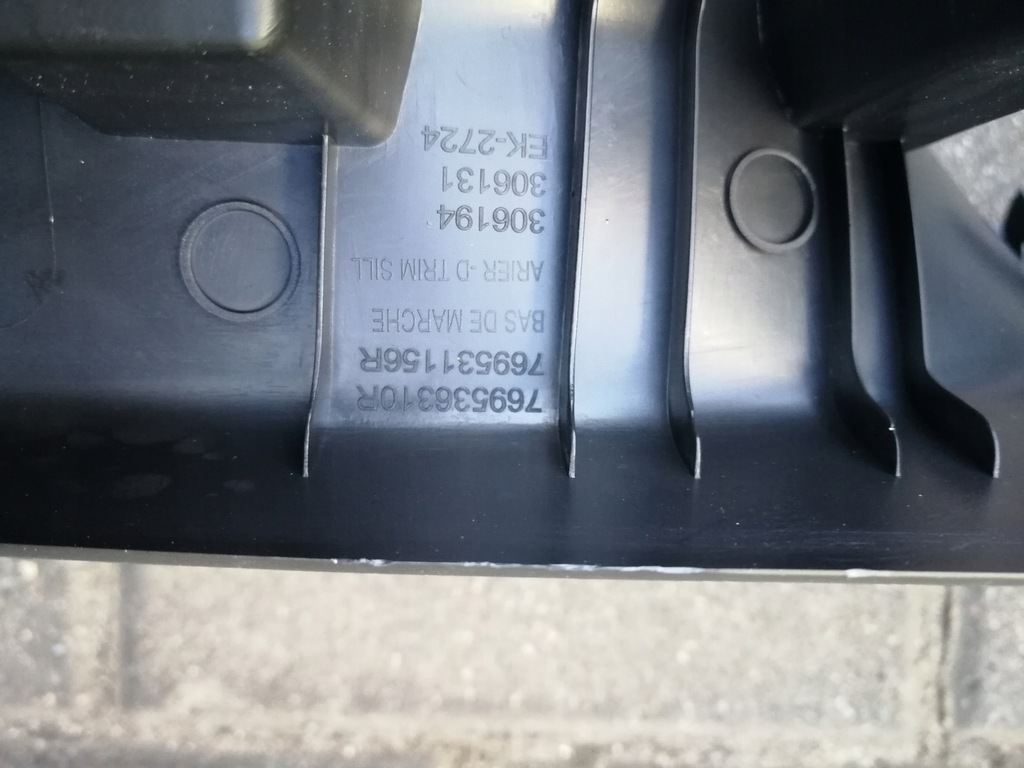 769536310R
769531156R
BAS DE MARCHE
ARIER -D TRIM SILL
306194
306131
EK-2724